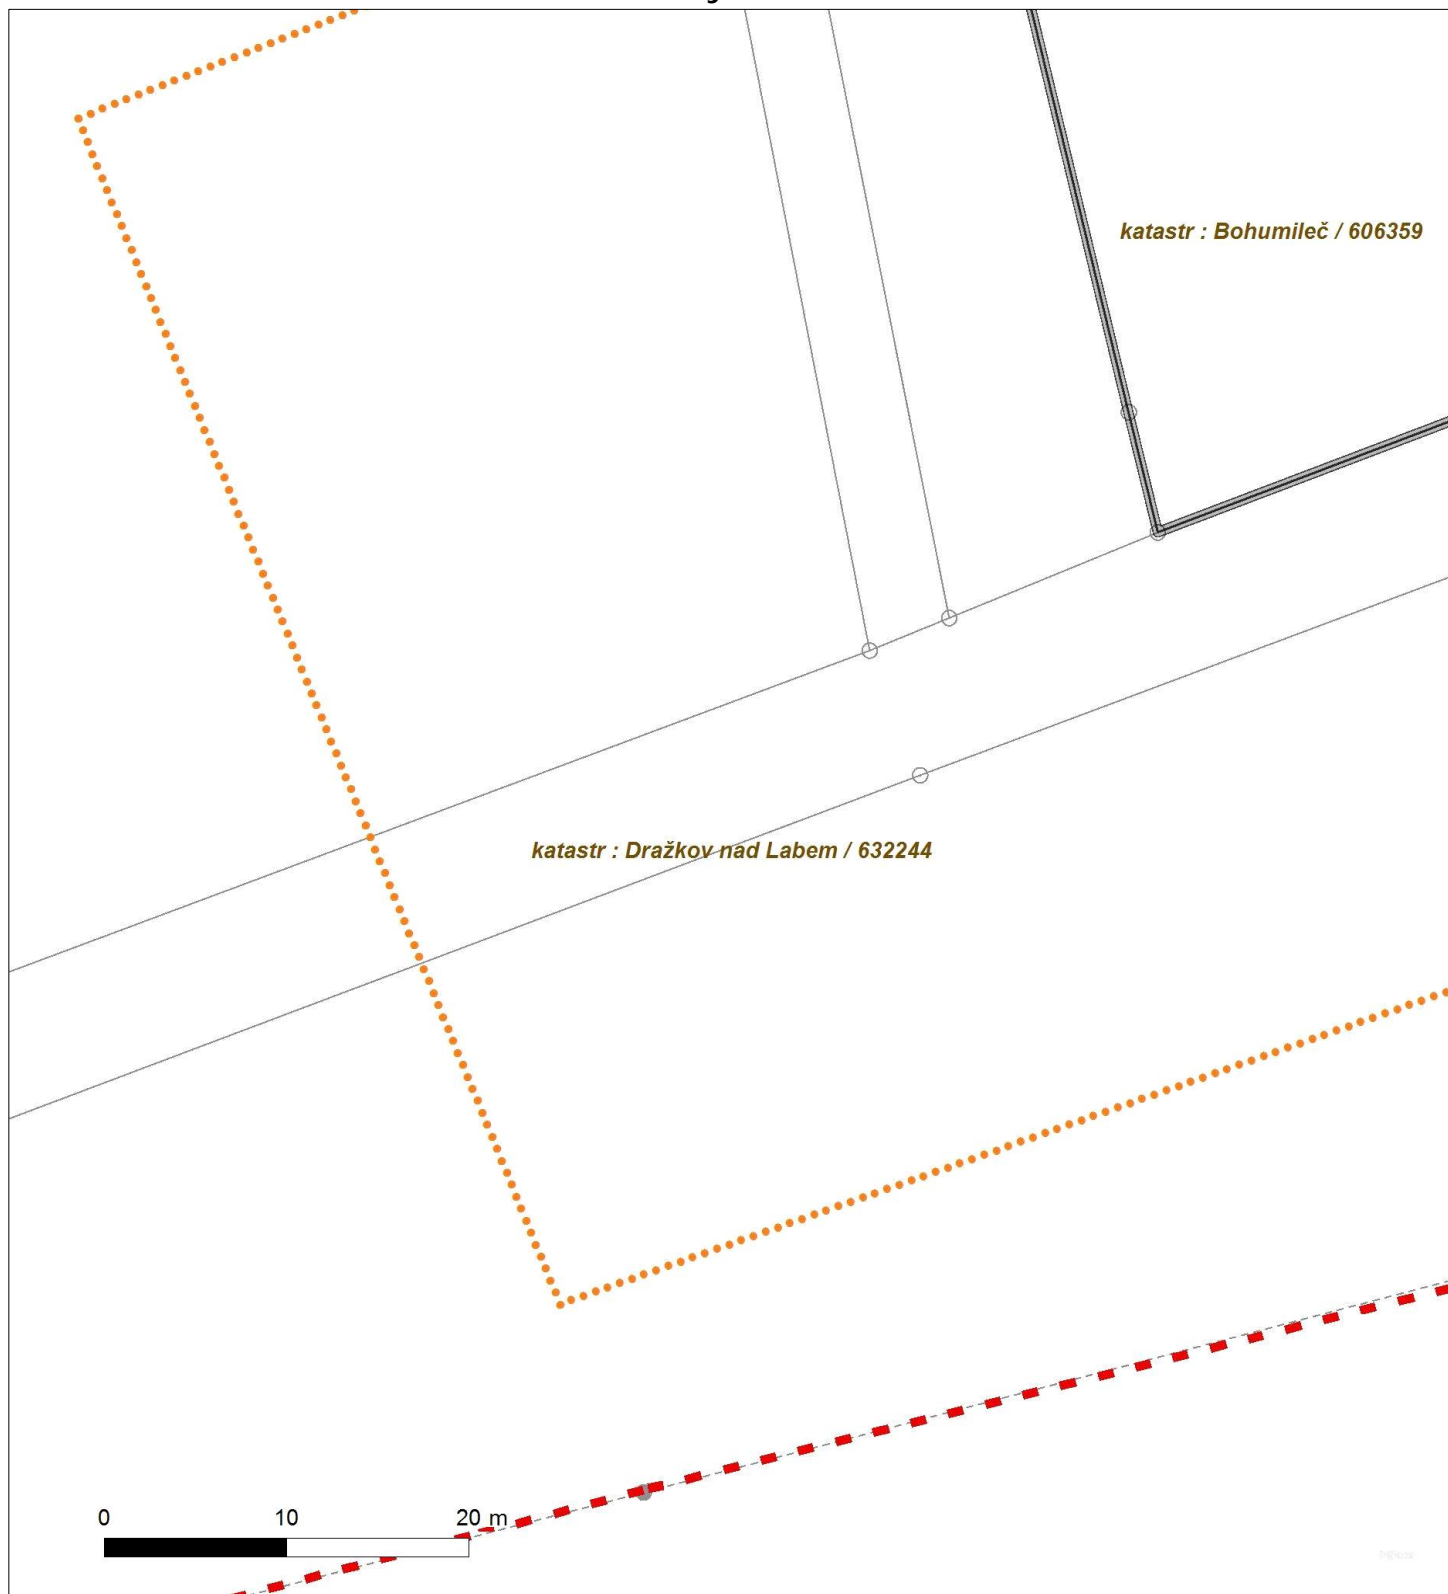 katastr : Bohumileč / 606359
katastr : Dražkov nad Labem / 632244
0 10 20 m